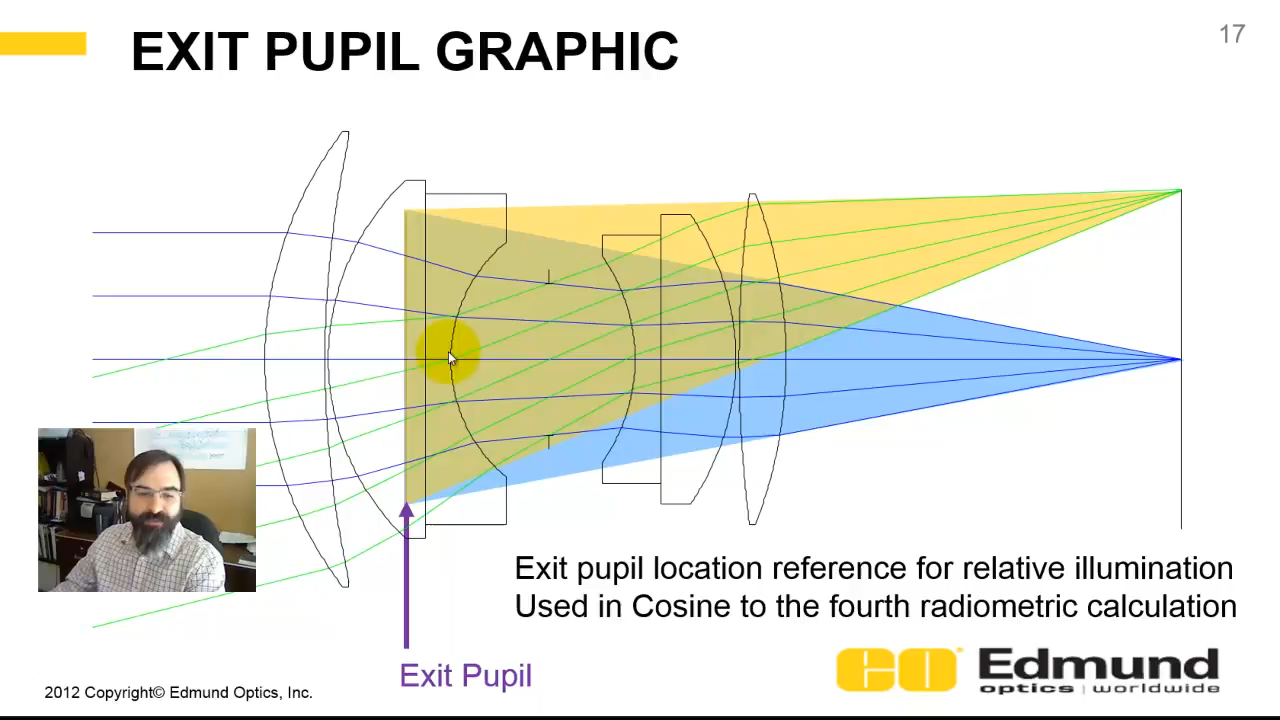 EXIT PUPIL GRAPHIC
17
Exit pupil location reference for relative illumination
Used in Cosine to the fourth radiometric calculation
Exit Pupil
2012 Copyright© Edmund Optics, Inc.
EO Edmund
optics | worldwide